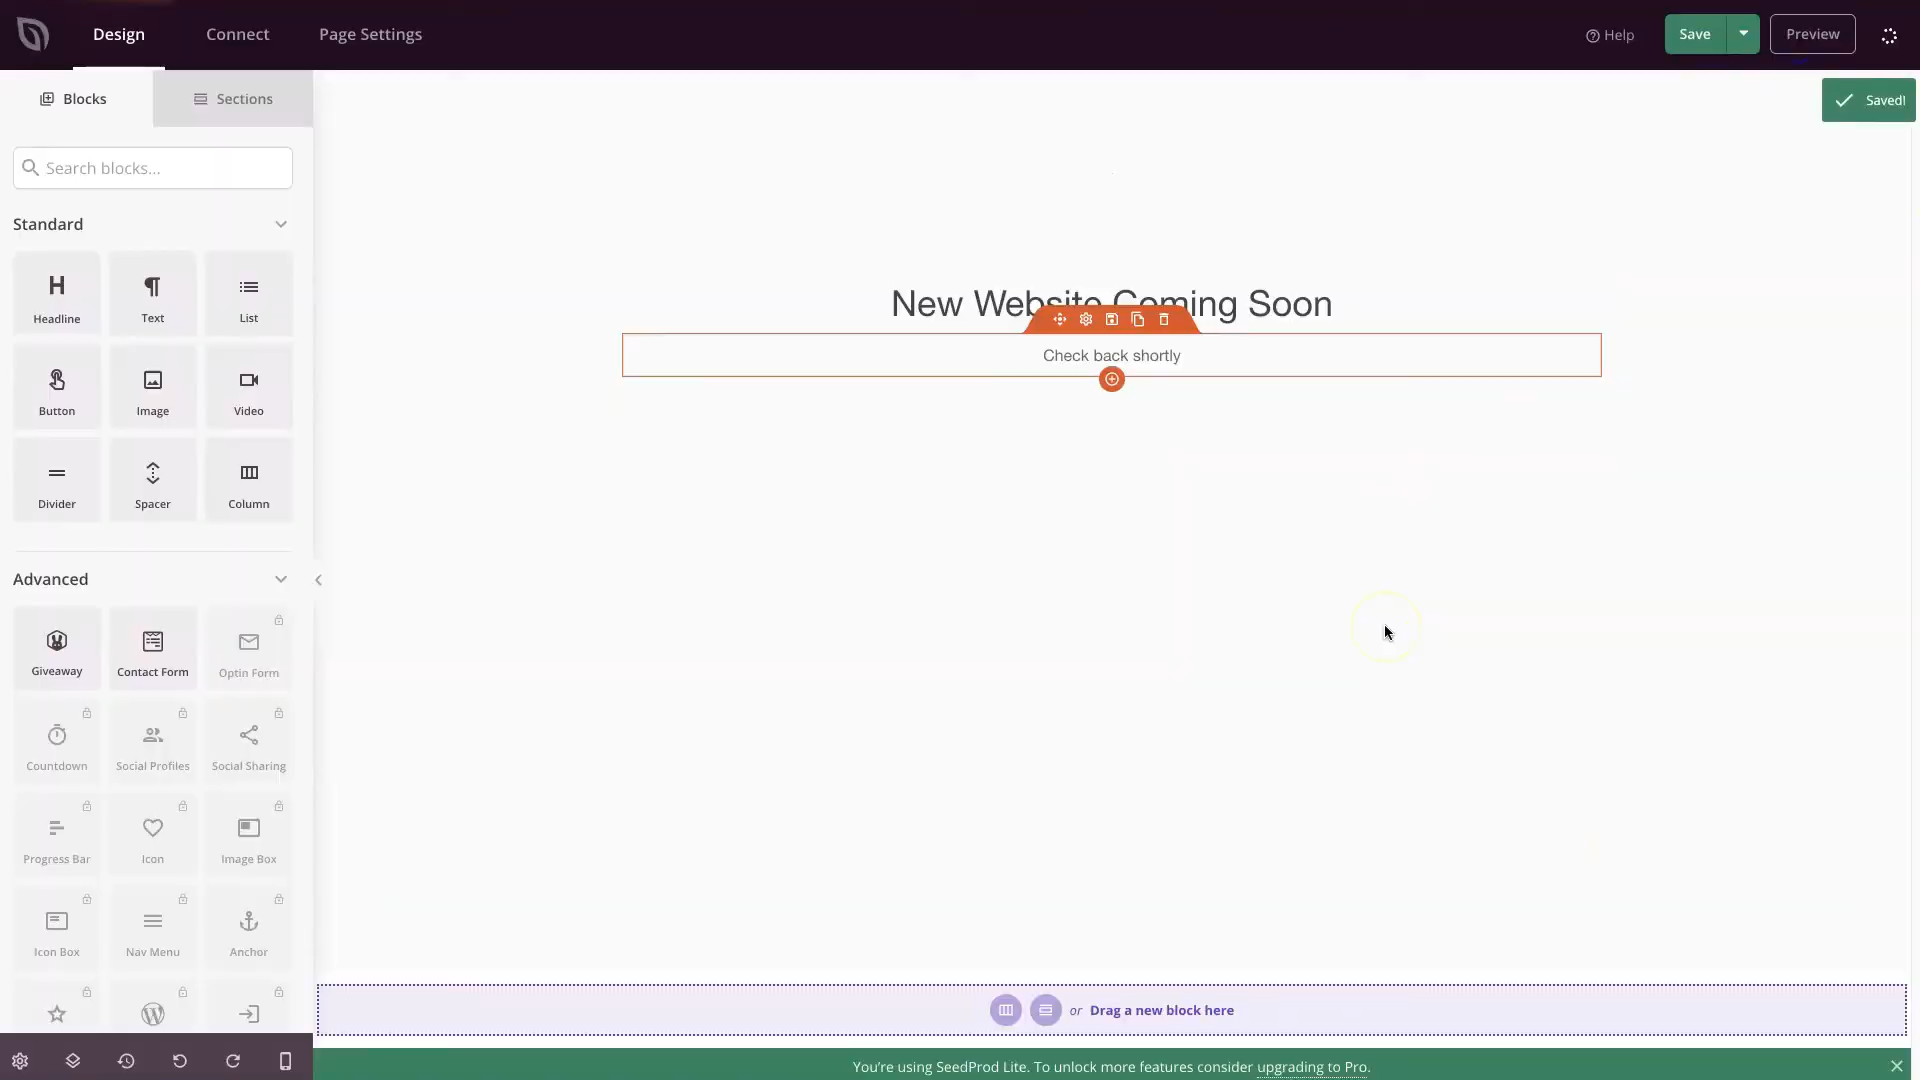 Design
Connect
Page Settings
Help
Save
Preview
Blocks
Sections
Saved!
Search blocks...
Standard
Headline
Text
List
Button
Image
Video
Divider
Spacer
Column
Advanced
Giveaway
Contact Form
Optin Form
Countdown
Social Profiles
Social Sharing
Progress Bar
Icon
Image Box
Icon Box
Nav Menu
Anchor
New Website Coming Soon
Check back shortly
or Drag a new block here
You're using SeedProd Lite. To unlock more features consider upgrading to Pro.